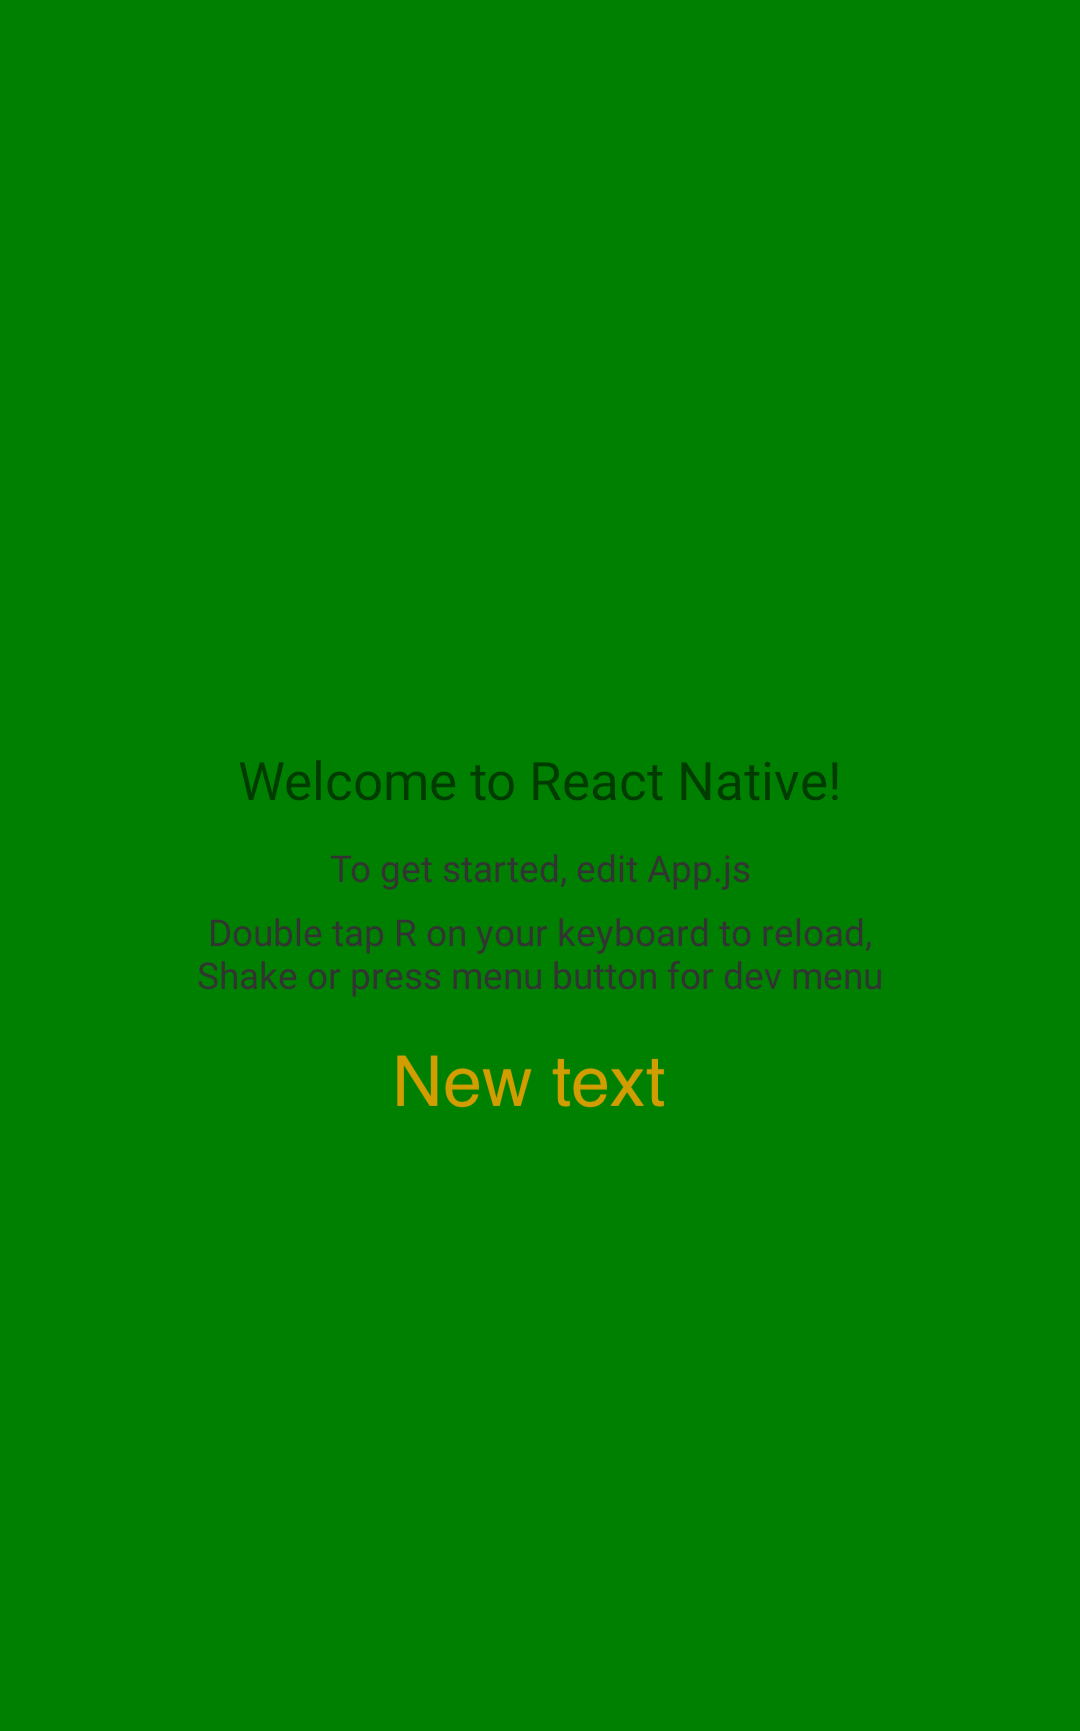 Welcome to React Native!
To get started, edit App.js
Double tap R on your keyboard to reload,
Shake or press menu button for dev menu
New text